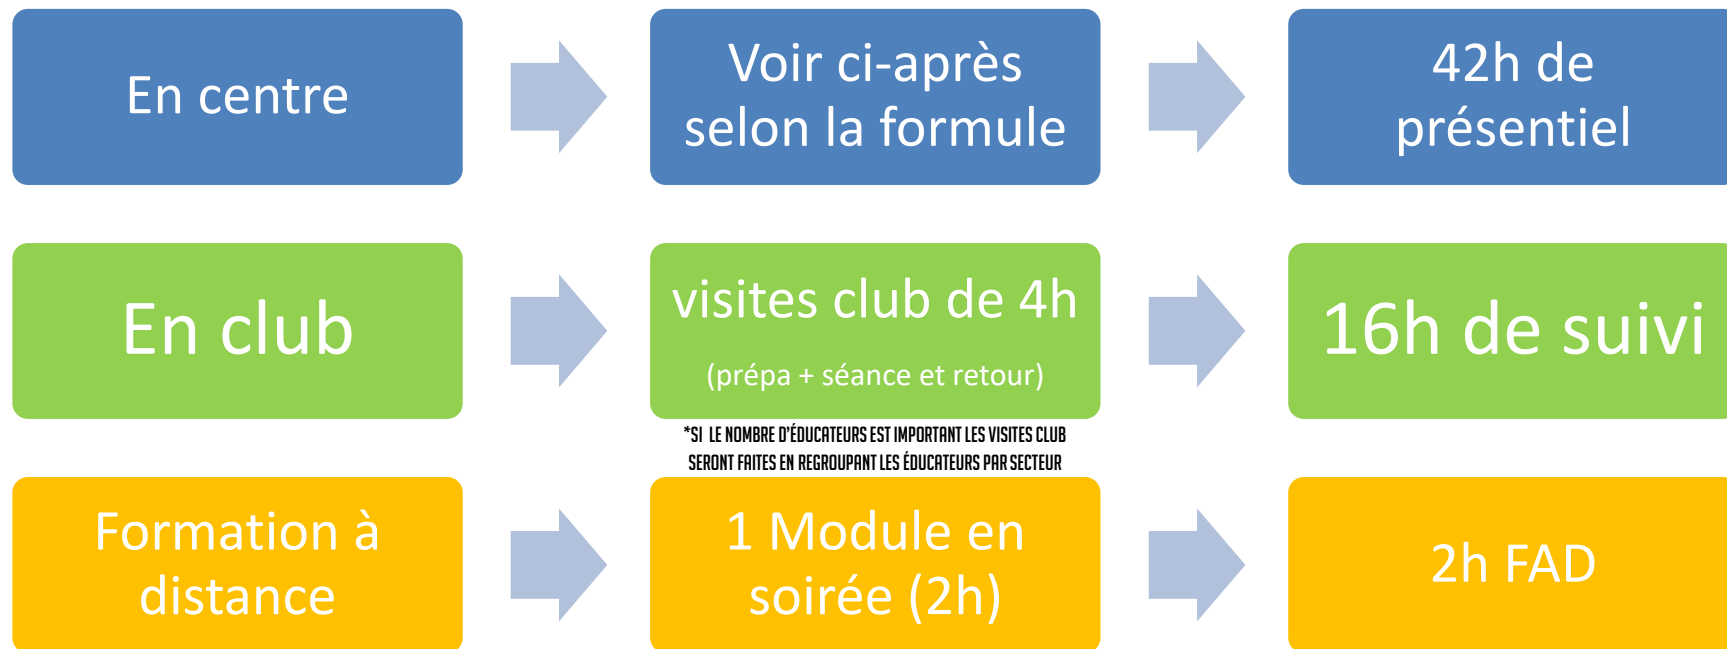 En centre
Voir ci-après
selon la formule
42h de
présentiel
En club
visites club de 4h
(prépa + séance et retour)
16h de suivi
*SI LE NOMBRE D'ÉDUCATEURS EST IMPORTANT LES VISITES CLUB
SERONT FAITES EN REGROUPANT LES ÉDUCATEURS PAR SECTEUR
Formation à
distance
1 Module en
soirée (2h)
2h FAD